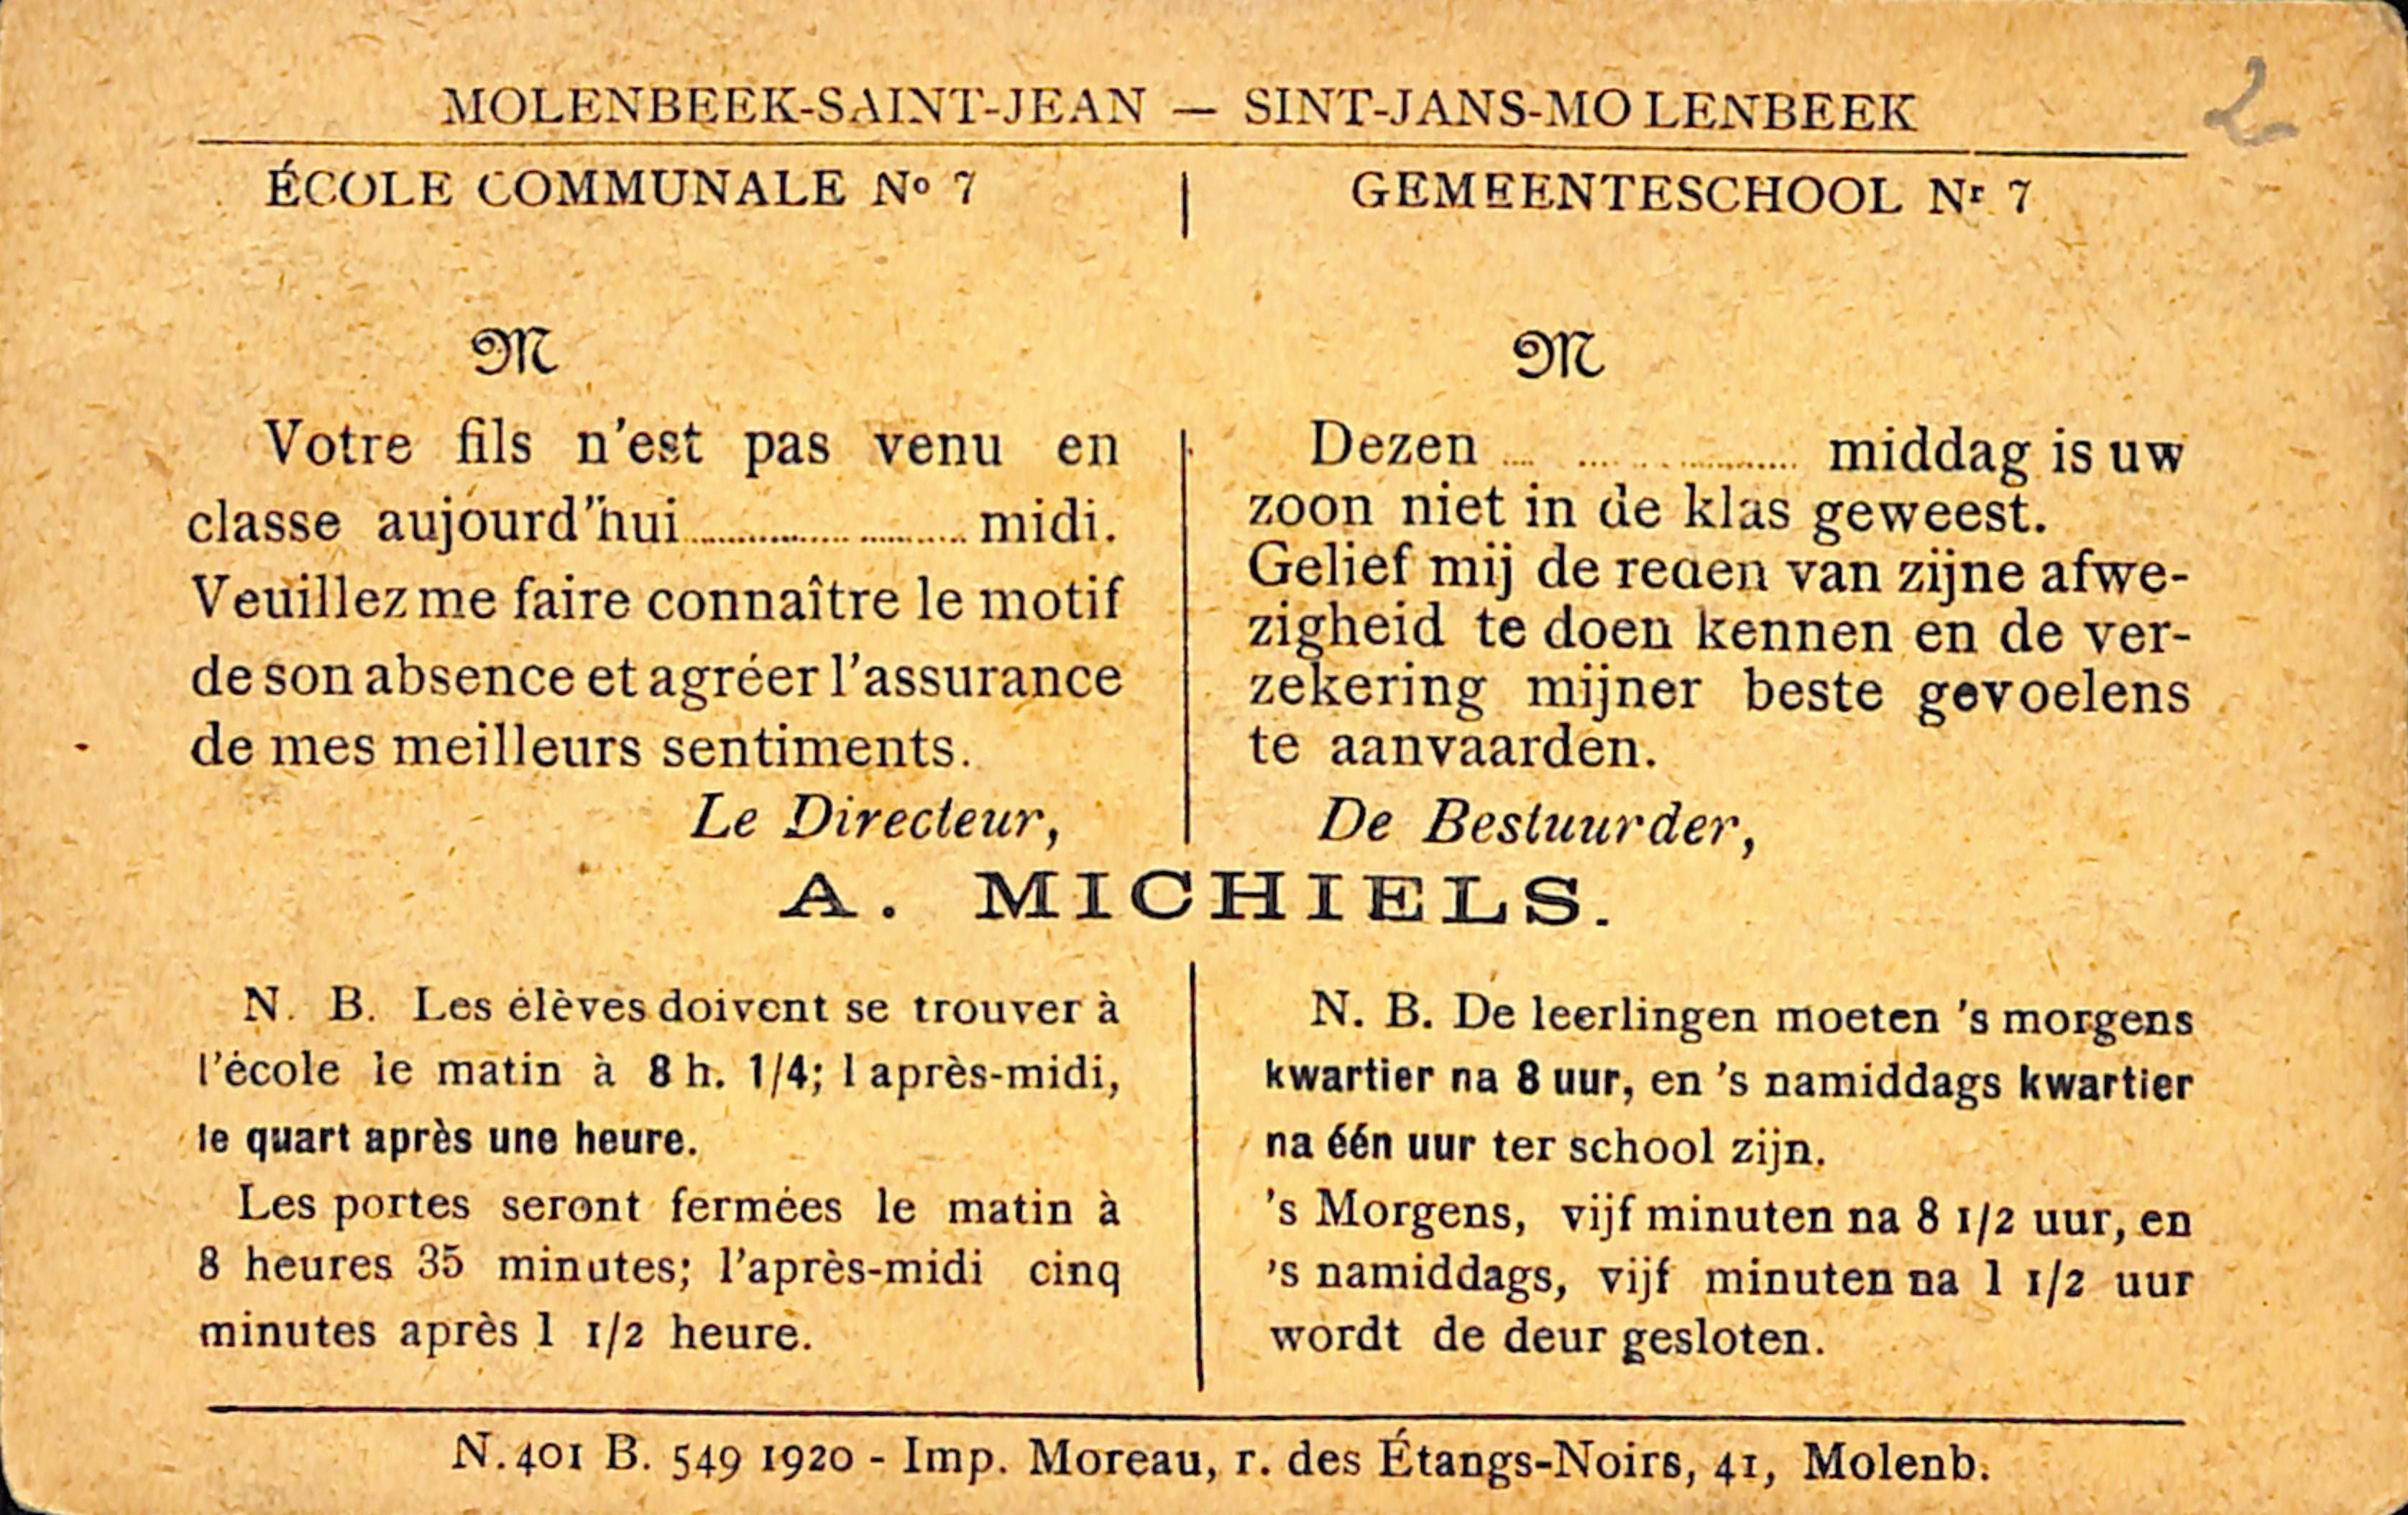 2
MOLENBEEK-SAINT-JEAN — SINT-JANS-MOLENBEEK
ÉCOLE COMMUNALE Nº 7
M
Votre fils n'est pas venu en
classe aujourd'hui.................. midi.
Veuillez me faire connaître le motif
de son absence et agréer l'assurance
de mes meilleurs sentiments.
Le Directeur,
GEMEENTESCHOOL Nr 7
M
Dezen .................. middag is uw
zoon niet in de klas geweest.
Gelief mij de reden van zijne afwe-
zigheid te doen kennen en de ver-
zekering mijner beste gevoelens
te aanvaarden.
De Bestuurder,
A. MICHIELS.
N. B. Les élèves doivent se trouver à
l'école le matin à 8 h. 1/4; l après-midi,
le quart après une heure.
Les portes seront fermées le matin à
8 heures 35 minutes; l'après-midi cinq
minutes après 1 1/2 heure.
N. B. De leerlingen moeten 's morgens
kwartier na 8 uur, en 's namiddags kwartier
na één uur ter school zijn.
's Morgens, vijf minuten na 8 1/2 uur, en
's namiddags, vijf minuten na 1 1/2 uur
wordt de deur gesloten.
N. 401 B. 549 1920 - Imp. Moreau, r. des Étangs-Noirs, 41, Molenb.